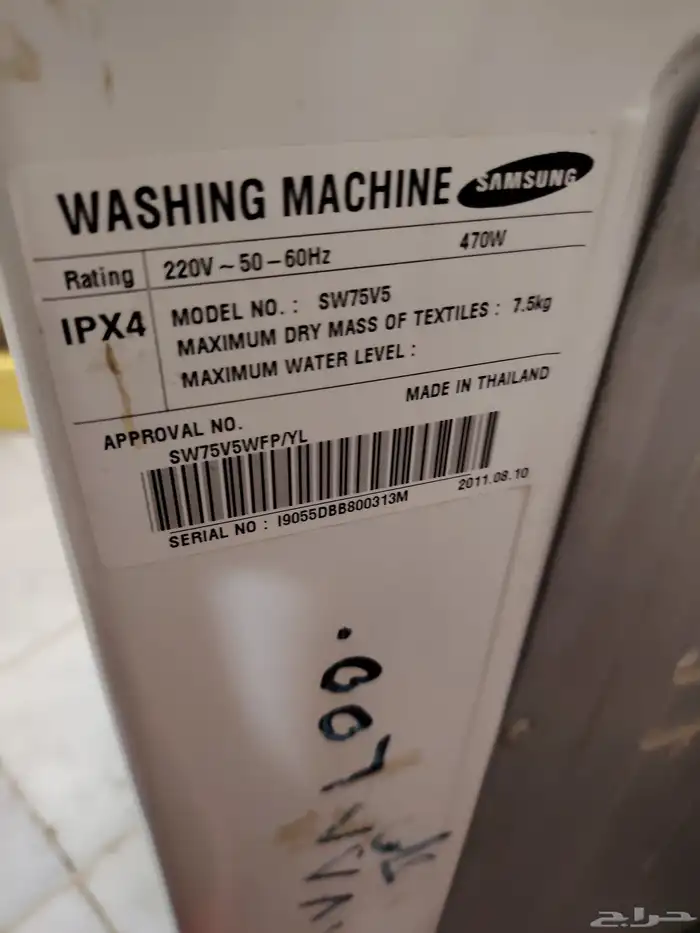 WASHING MACHINE SAMSUNG
Rating 220V ~ 50 – 60Hz 470W
IPX4 MODEL NO. : SW75V5
MAXIMUM DRY MASS OF TEXTILES : 7.5kg
MAXIMUM WATER LEVEL :
MADE IN THAILAND
APPROVAL NO.
SW75V5WFP/YL
SERIAL NO : I9055DBB800313M 2011.08.10
حراج